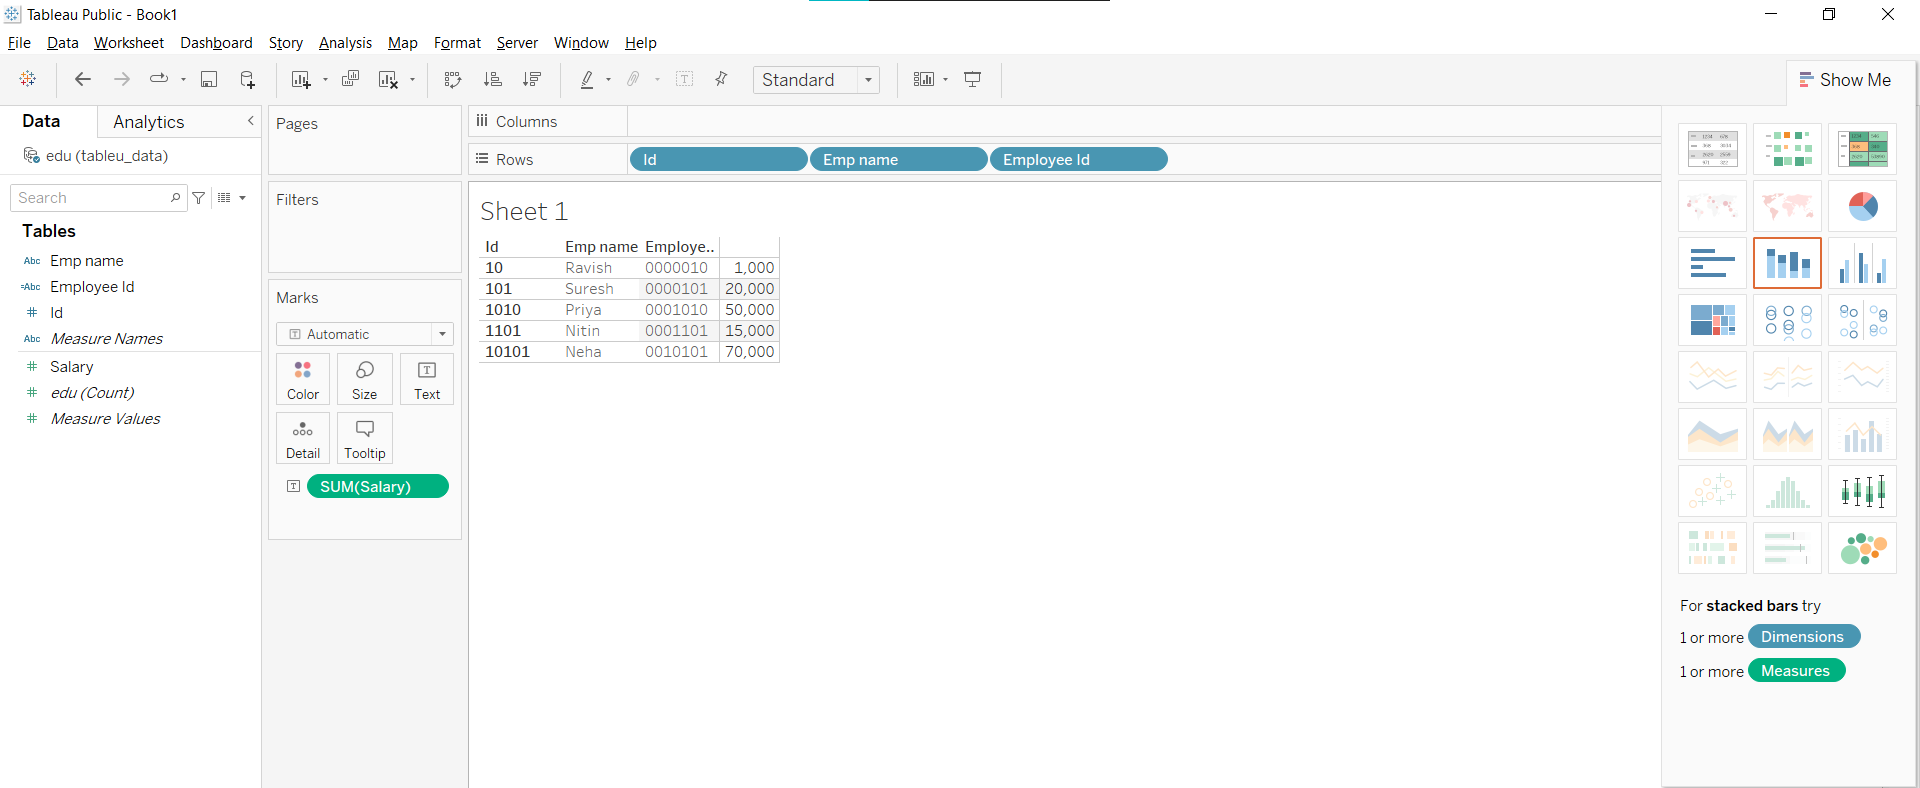 Tableau Public - Book1
File Data Worksheet Dashboard Story Analysis Map Format Server Window Help
Standard
Show Me
Data Analytics
edu (tableu_data)
Search
Tables
Abc Emp name
=Abc Employee Id
# Id
Abc Measure Names
# Salary
# edu (Count)
# Measure Values
Pages
Filters
Marks
T Automatic
Color Size T Text
Detail Tooltip
T SUM(Salary)
Columns
Rows Id Emp name Employee Id
Sheet 1
Id Emp name Employe..
10 Ravish 0000010 1,000
101 Suresh 0000101 20,000
1010 Priya 0001010 50,000
1101 Nitin 0001101 15,000
10101 Neha 0010101 70,000
For stacked bars try
1 or more Dimensions
1 or more Measures